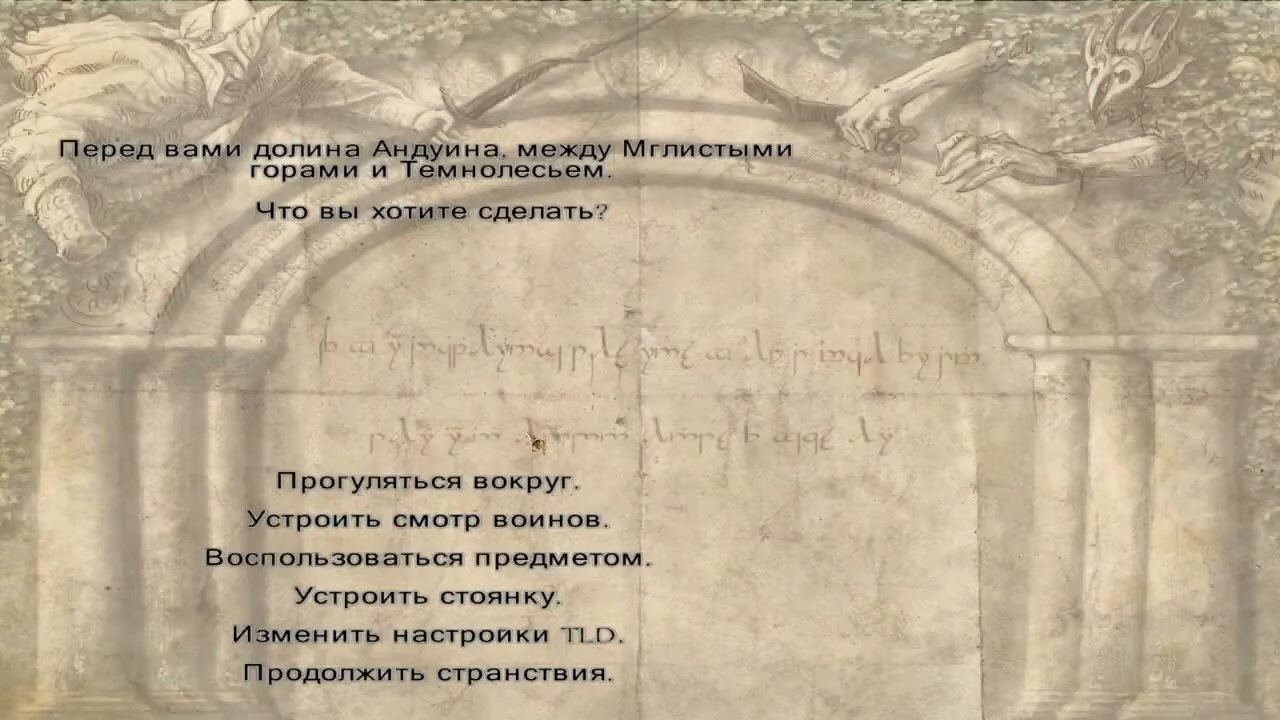 Перед вами долина Андуина, между Мглистыми
горами и Темнолесьем.
Что вы хотите сделать?
Прогуляться вокруг.
Устроить смотр воинов.
Воспользоваться предметом.
Устроить стоянку.
Изменить настройки TLD.
Продолжить странствия.